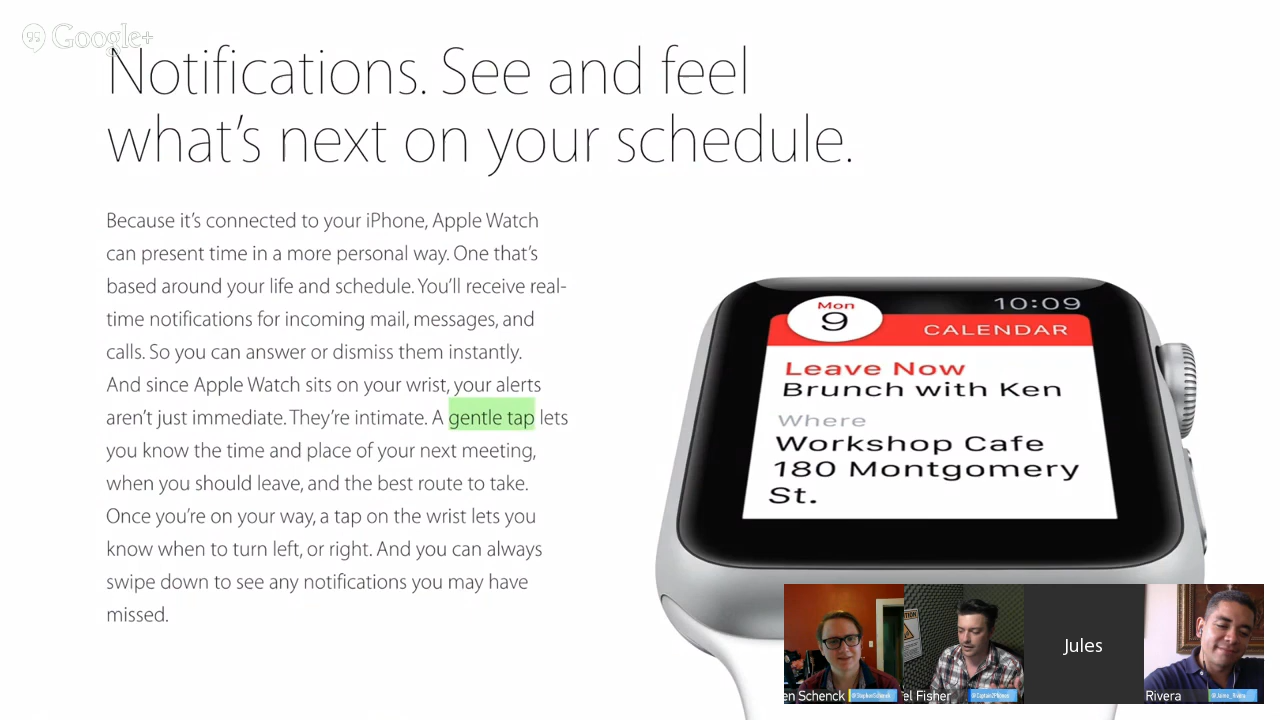 Google+
Notifications. See and feel
what's next on your schedule.
Because it's connected to your iPhone, Apple Watch
can present time in a more personal way. One that's
based around your life and schedule. You'll receive real-
time notifications for incoming mail, messages, and
calls. So you can answer or dismiss them instantly.
And since Apple Watch sits on your wrist, your alerts
aren't just immediate. They're intimate. A gentle tap lets
you know the time and place of your next meeting,
when you should leave, and the best route to take.
Once you're on your way, a tap on the wrist lets you
know when to turn left, or right. And you can always
swipe down to see any notifications you may have
missed.
Mon
9
10:09
CALENDAR
Leave Now
Brunch with Ken
Where
Workshop Cafe
180 Montgomery
St.
Jules
en Schenck
el Fisher
Rivera